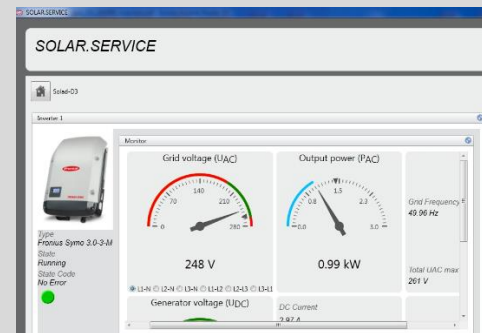 SOLAR.SERVICE
SOLAR.SERVICE
Solad-03
Inverter 1
Monitor
Grid voltage (UAC)
140
70
210
0
280
248 V
L1-N L2-N L3-N L1-L2 L2-L3 L3-L1
Output power (PAC)
1.5
0.8
2.3
0.0
3.0
0.99 kW
Grid Frequency
49.96 Hz
Total UAC max
261 V
Type
Fronius Symo 3.0-3-M
State
Running
State Code
No Error
Generator voltage (UDC)
DC Current
2.97 A